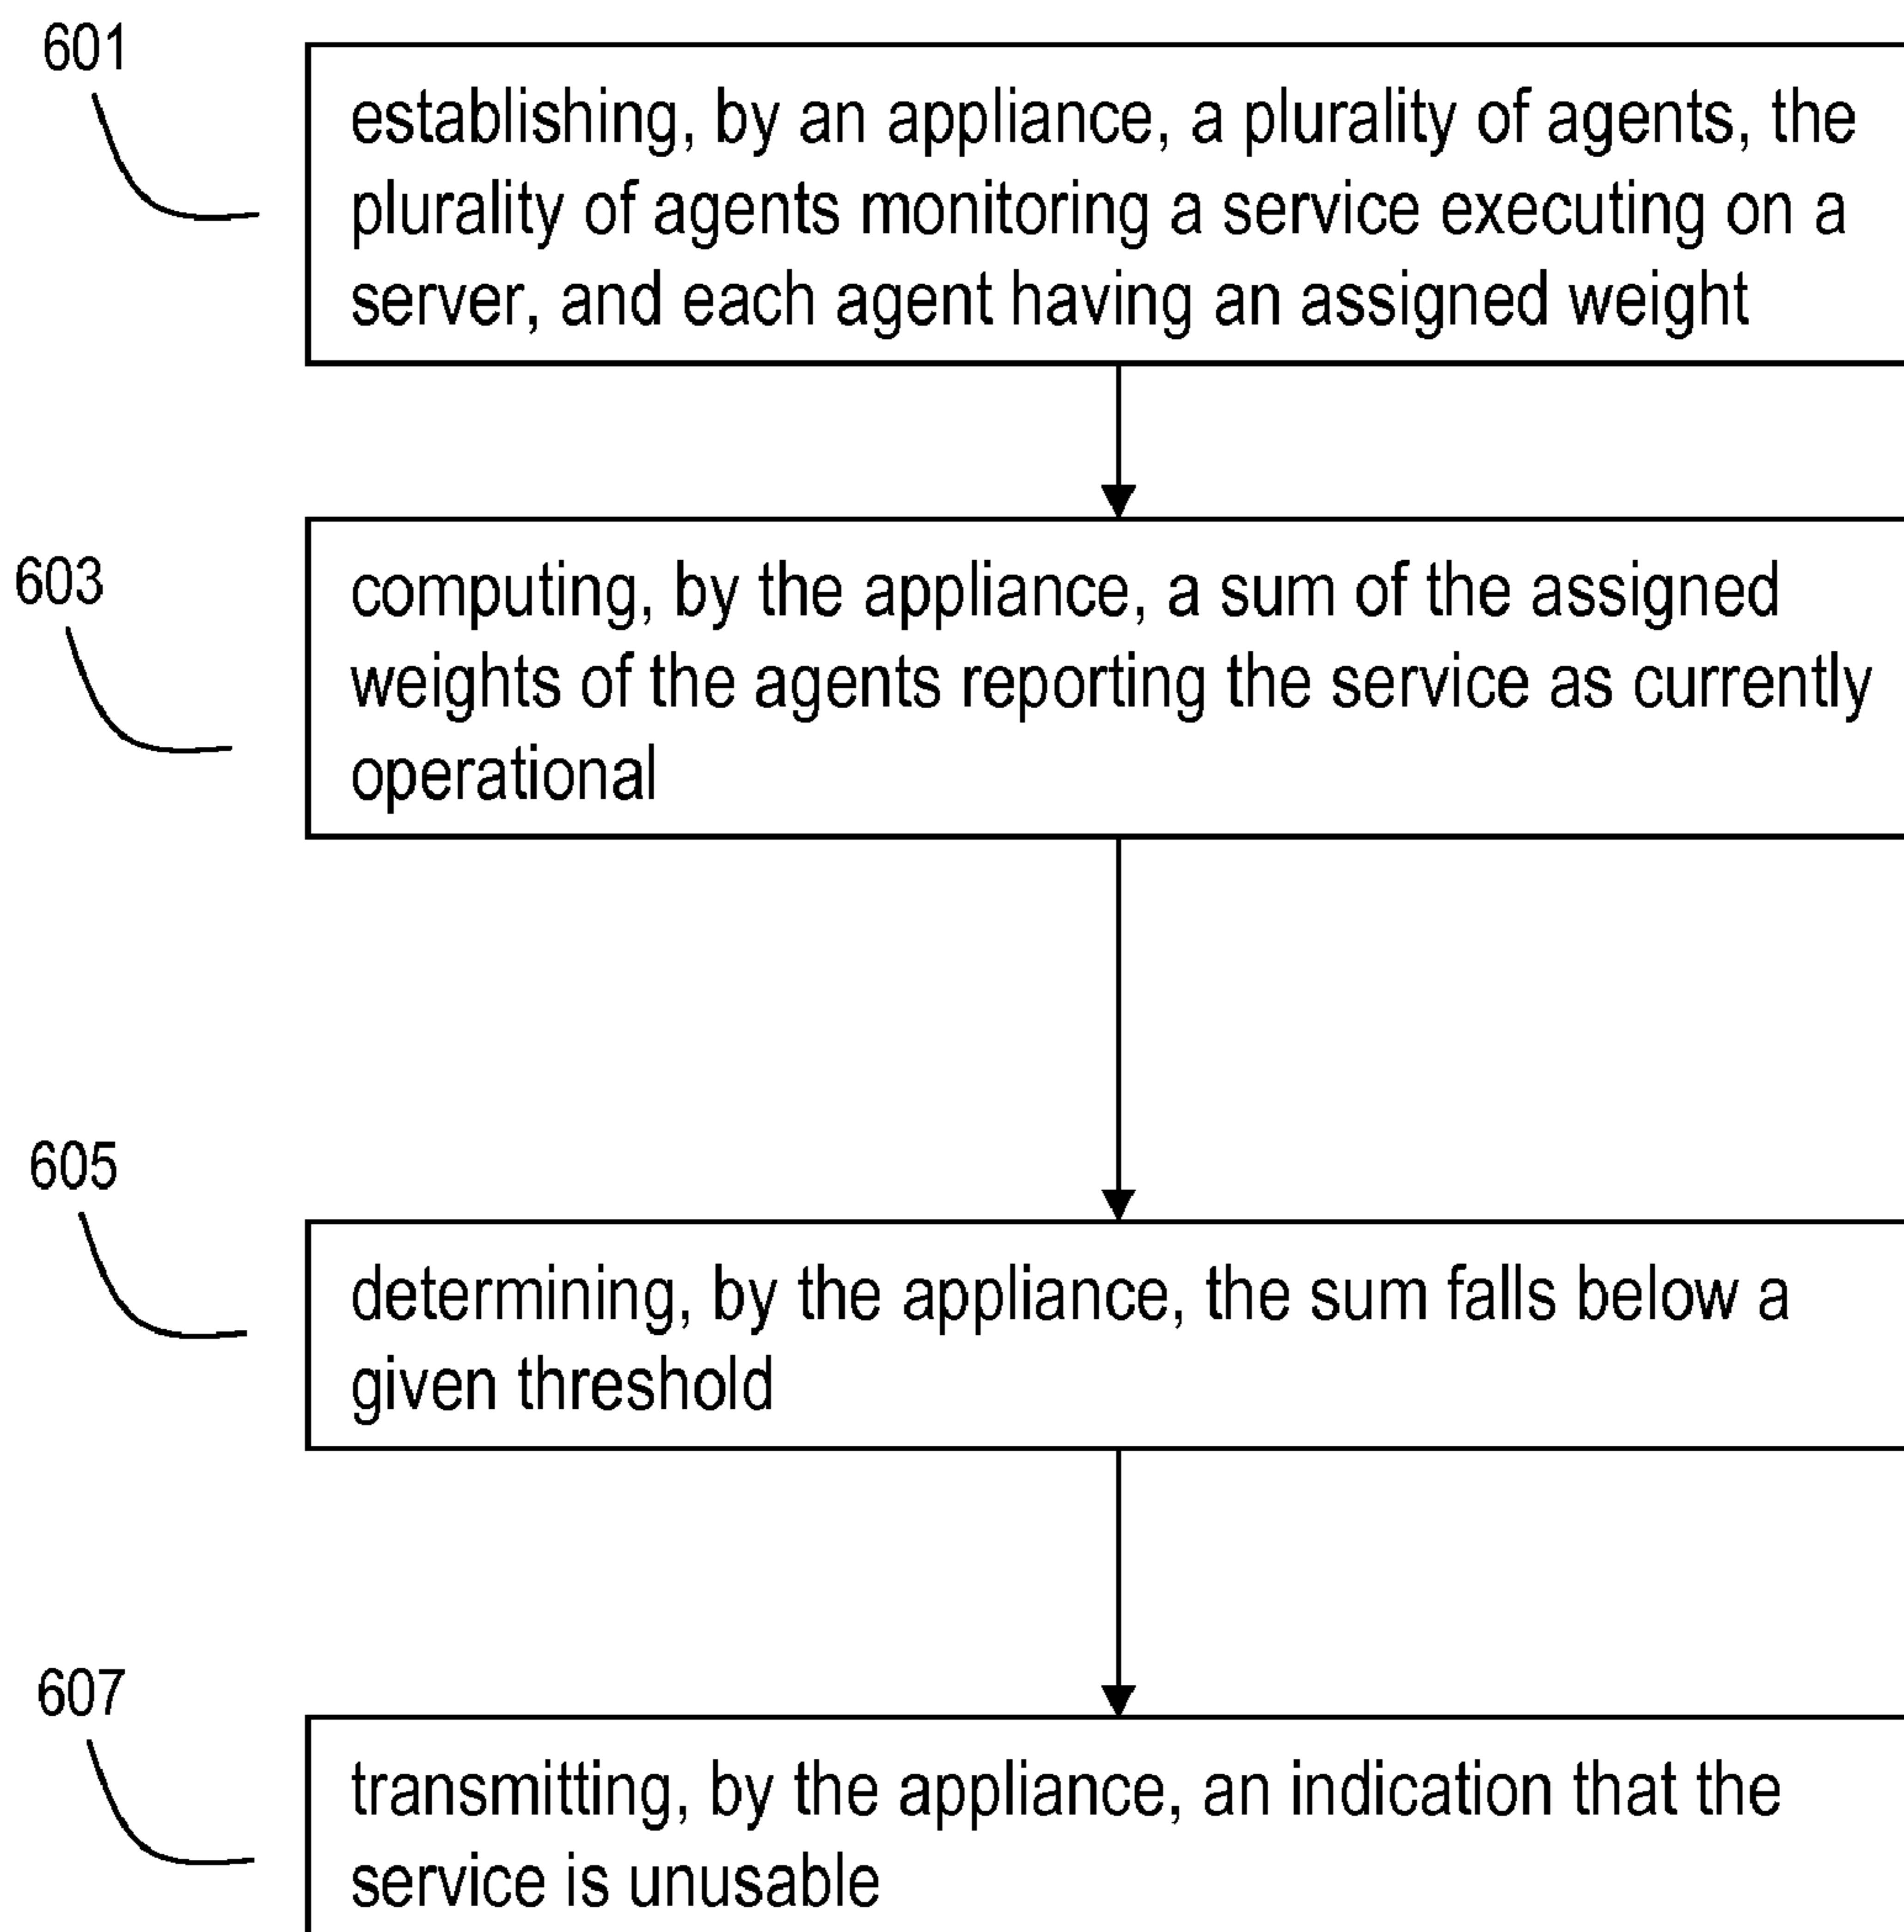 601
establishing, by an appliance, a plurality of agents, the
plurality of agents monitoring a service executing on a
server, and each agent having an assigned weight
603
computing, by the appliance, a sum of the assigned
weights of the agents reporting the service as currently
operational
605
determining, by the appliance, the sum falls below a
given threshold
607
transmitting, by the appliance, an indication that the
service is unusable